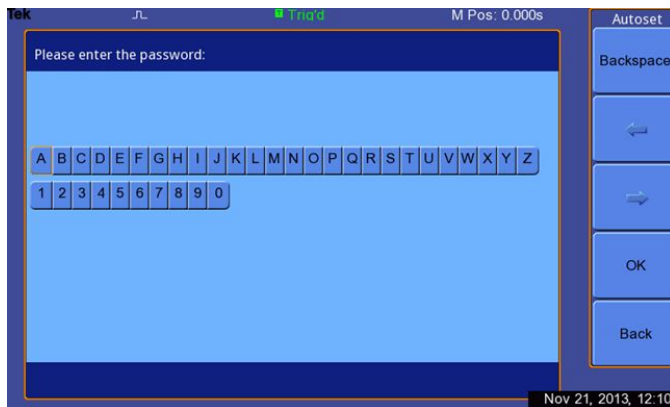 Tek Trig'd M Pos: 0.000s Autoset
Please enter the password:
Backspace
A B C D E F G H I J K L M N O P Q R S T U V W X Y Z
1 2 3 4 5 6 7 8 9 0
OK
Back
Nov 21, 2013, 12:10